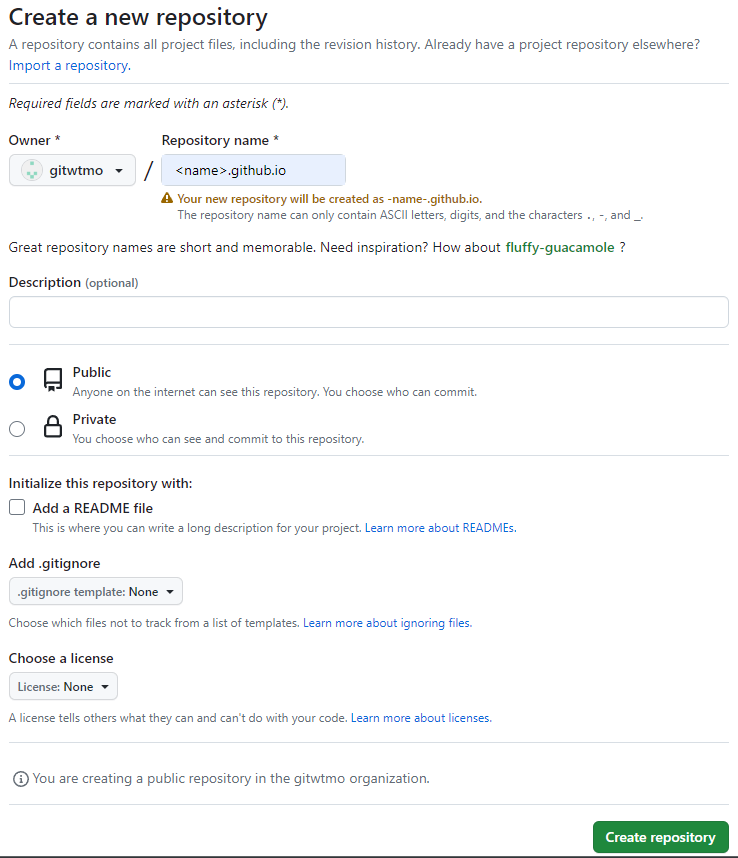 Create a new repository
A repository contains all project files, including the revision history. Already have a project repository elsewhere?
Import a repository.
Required fields are marked with an asterisk (*).
Owner *
Repository name *
gitwtmo
/
<name>.github.io
Your new repository will be created as -name-.github.io.
The repository name can only contain ASCII letters, digits, and the characters ., -, and _.
Great repository names are short and memorable. Need inspiration? How about fluffy-guacamole ?
Description (optional)
Public
Anyone on the internet can see this repository. You choose who can commit.
Private
You choose who can see and commit to this repository.
Initialize this repository with:
Add a README file
This is where you can write a long description for your project. Learn more about READMEs.
Add .gitignore
.gitignore template: None
Choose which files not to track from a list of templates. Learn more about ignoring files.
Choose a license
License: None
A license tells others what they can and can't do with your code. Learn more about licenses.
You are creating a public repository in the gitwtmo organization.
Create repository